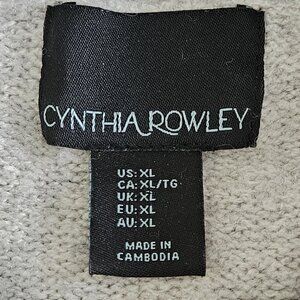 CYNTHIA ROWLEY
US: XL
CA: XL/TG
UK: XL
EU: XL
AU: XL
MADE IN
CAMBODIA